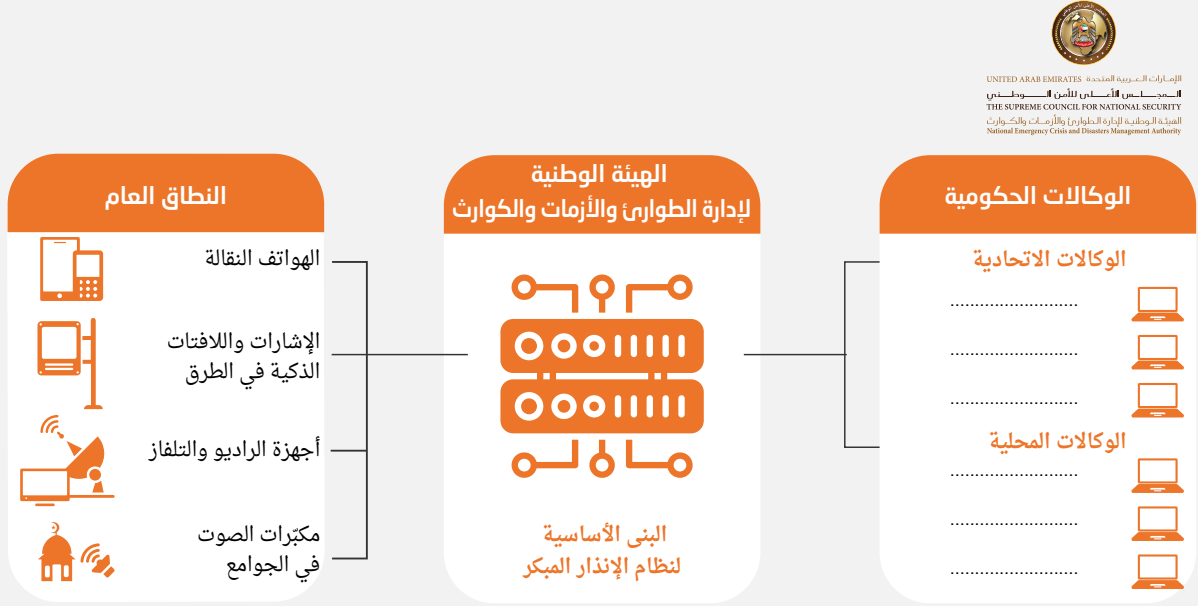 UNITED ARAB EMIRATES الإمارات العربية المتحدة
المجلس الأعلى للأمن الوطني
THE SUPREME COUNCIL FOR NATIONAL SECURITY
الهيئة الوطنية لإدارة الطوارئ والأزمات والكوارث
National Emergency Crisis and Disasters Management Authority
الوكالات الحكومية
الوكالات الاتحادية
.........................
.........................
.........................
الوكالات المحلية
.........................
.........................
.........................
الهيئة الوطنية
لإدارة الطوارئ والأزمات والكوارث
البنى الأساسية
لنظام الإنذار المبكر
النطاق العام
الهواتف النقالة
الإشارات واللافتات
الذكية في الطرق
أجهزة الراديو والتلفاز
مكبّرات الصوت
في الجوامع